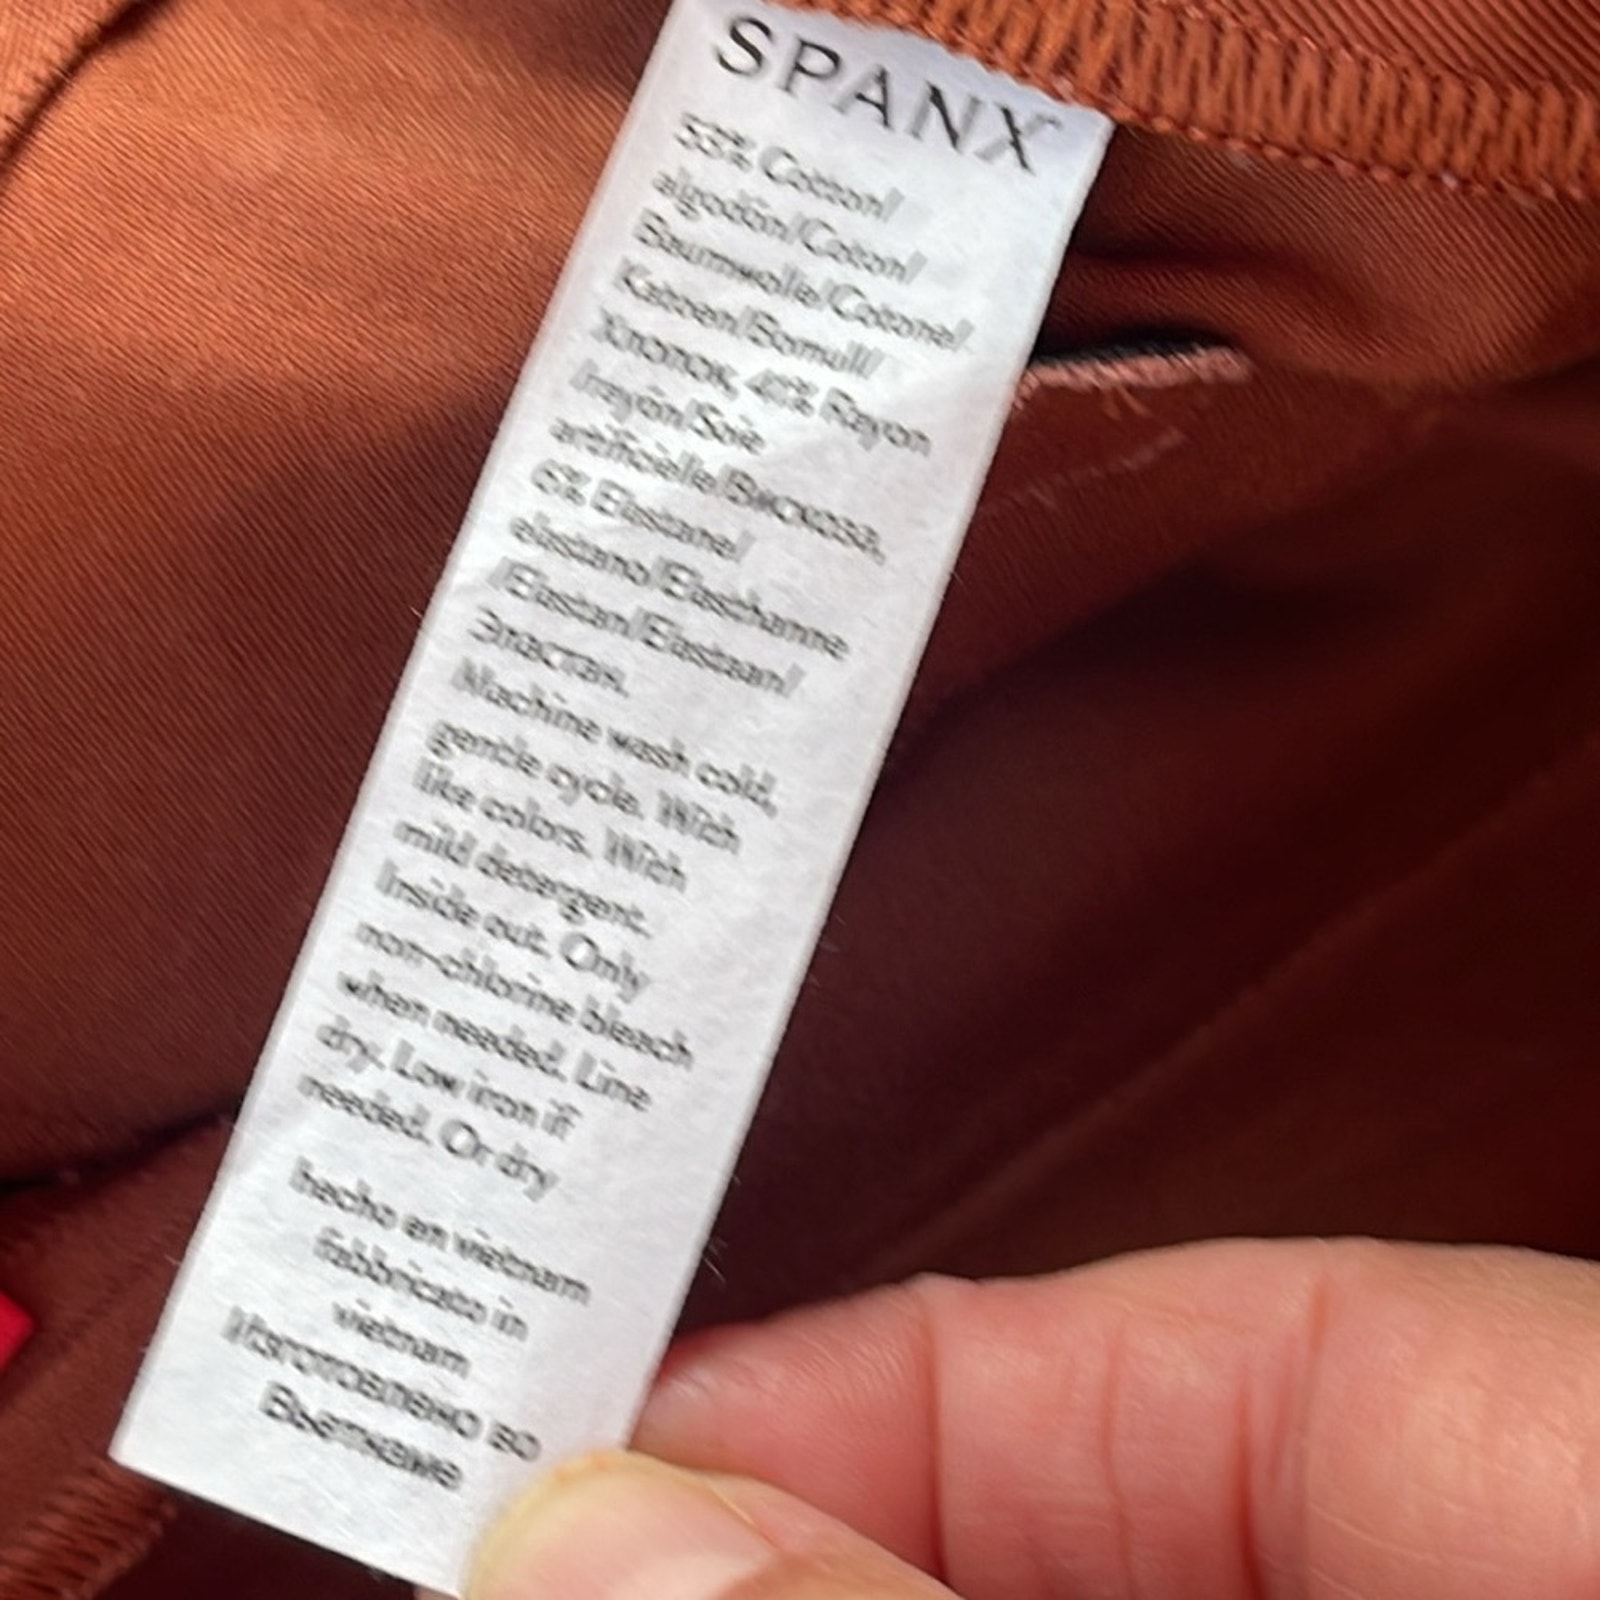 SPANX
53% Cotton/
algodón/Coton/
Baumwolle/Cotone/
Katoen/Bomull/
Хлопок, 41% Rayon
/rayón/Soie
artificielle/Вискоза,
6% Elastane/
elastano/Elasthanne
/Elastan/Elastaan/
Эластан.
Machine wash cold,
gentle cycle. With
like colors. With
mild detergent.
Inside out. Only
non-chlorine bleach
when needed. Line
dry. Low iron if
needed. Or dry
hecho en vietnam
fabbricato in
vietnam
Изготовлено во
Вьетнаме